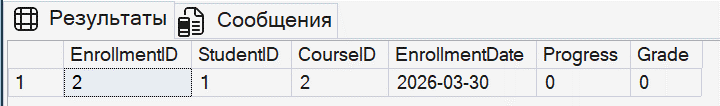 Результаты Сообщения
EnrollmentID StudentID CourseID EnrollmentDate Progress Grade
1 2 1 2 2026-03-30 0 0